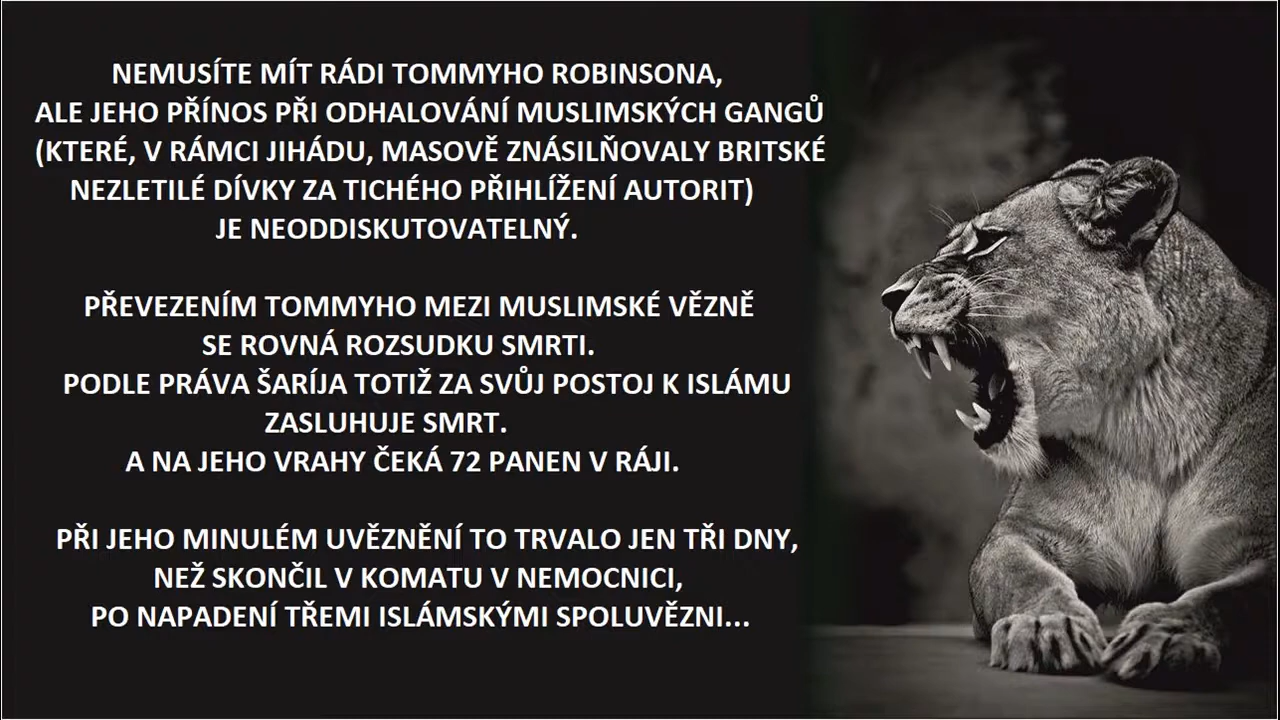 NEMUSÍTE MÍT RÁDI TOMMYHO ROBINSONA,
ALE JEHO PŘÍNOS PŘI ODHALOVÁNÍ MUSLIMSKÝCH GANGŮ
(KTERÉ, V RÁMCI JIHÁDU, MASOVĚ ZNÁSILŇOVALY BRITSKÉ
NEZLETILÉ DÍVKY ZA TICHÉHO PŘIHLÍŽENÍ AUTORIT)
JE NEODDISKUTOVATELNÝ.
PŘEVEZENÍM TOMMYHO MEZI MUSLIMSKÉ VĚZNĚ
SE ROVNÁ ROZSUDKU SMRTI.
PODLE PRÁVA ŠARÍJA TOTIŽ ZA SVŮJ POSTOJ K ISLÁMU
ZASLUHUJE SMRT.
A NA JEHO VRAHY ČEKÁ 72 PANEN V RÁJI.
PŘI JEHO MINULÉM UVĚZNĚNÍ TO TRVALO JEN TŘI DNY,
NEŽ SKONČIL V KOMATU V NEMOCNICI,
PO NAPADENÍ TŘEMI ISLÁMSKÝMI SPOLUVĚZNI...